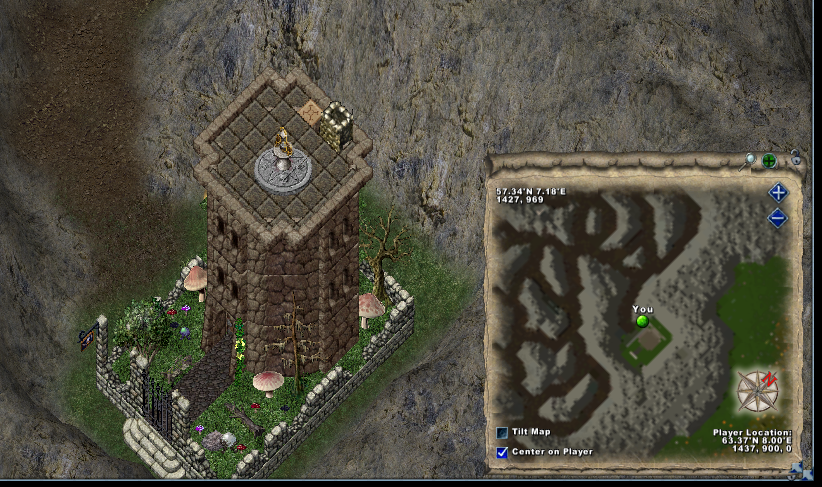 57.34'N 7.18'E
1427, 969
You
Tilt Map
Center on Player
Player Location:
63.37'N 8.00'E
1437, 900, 0